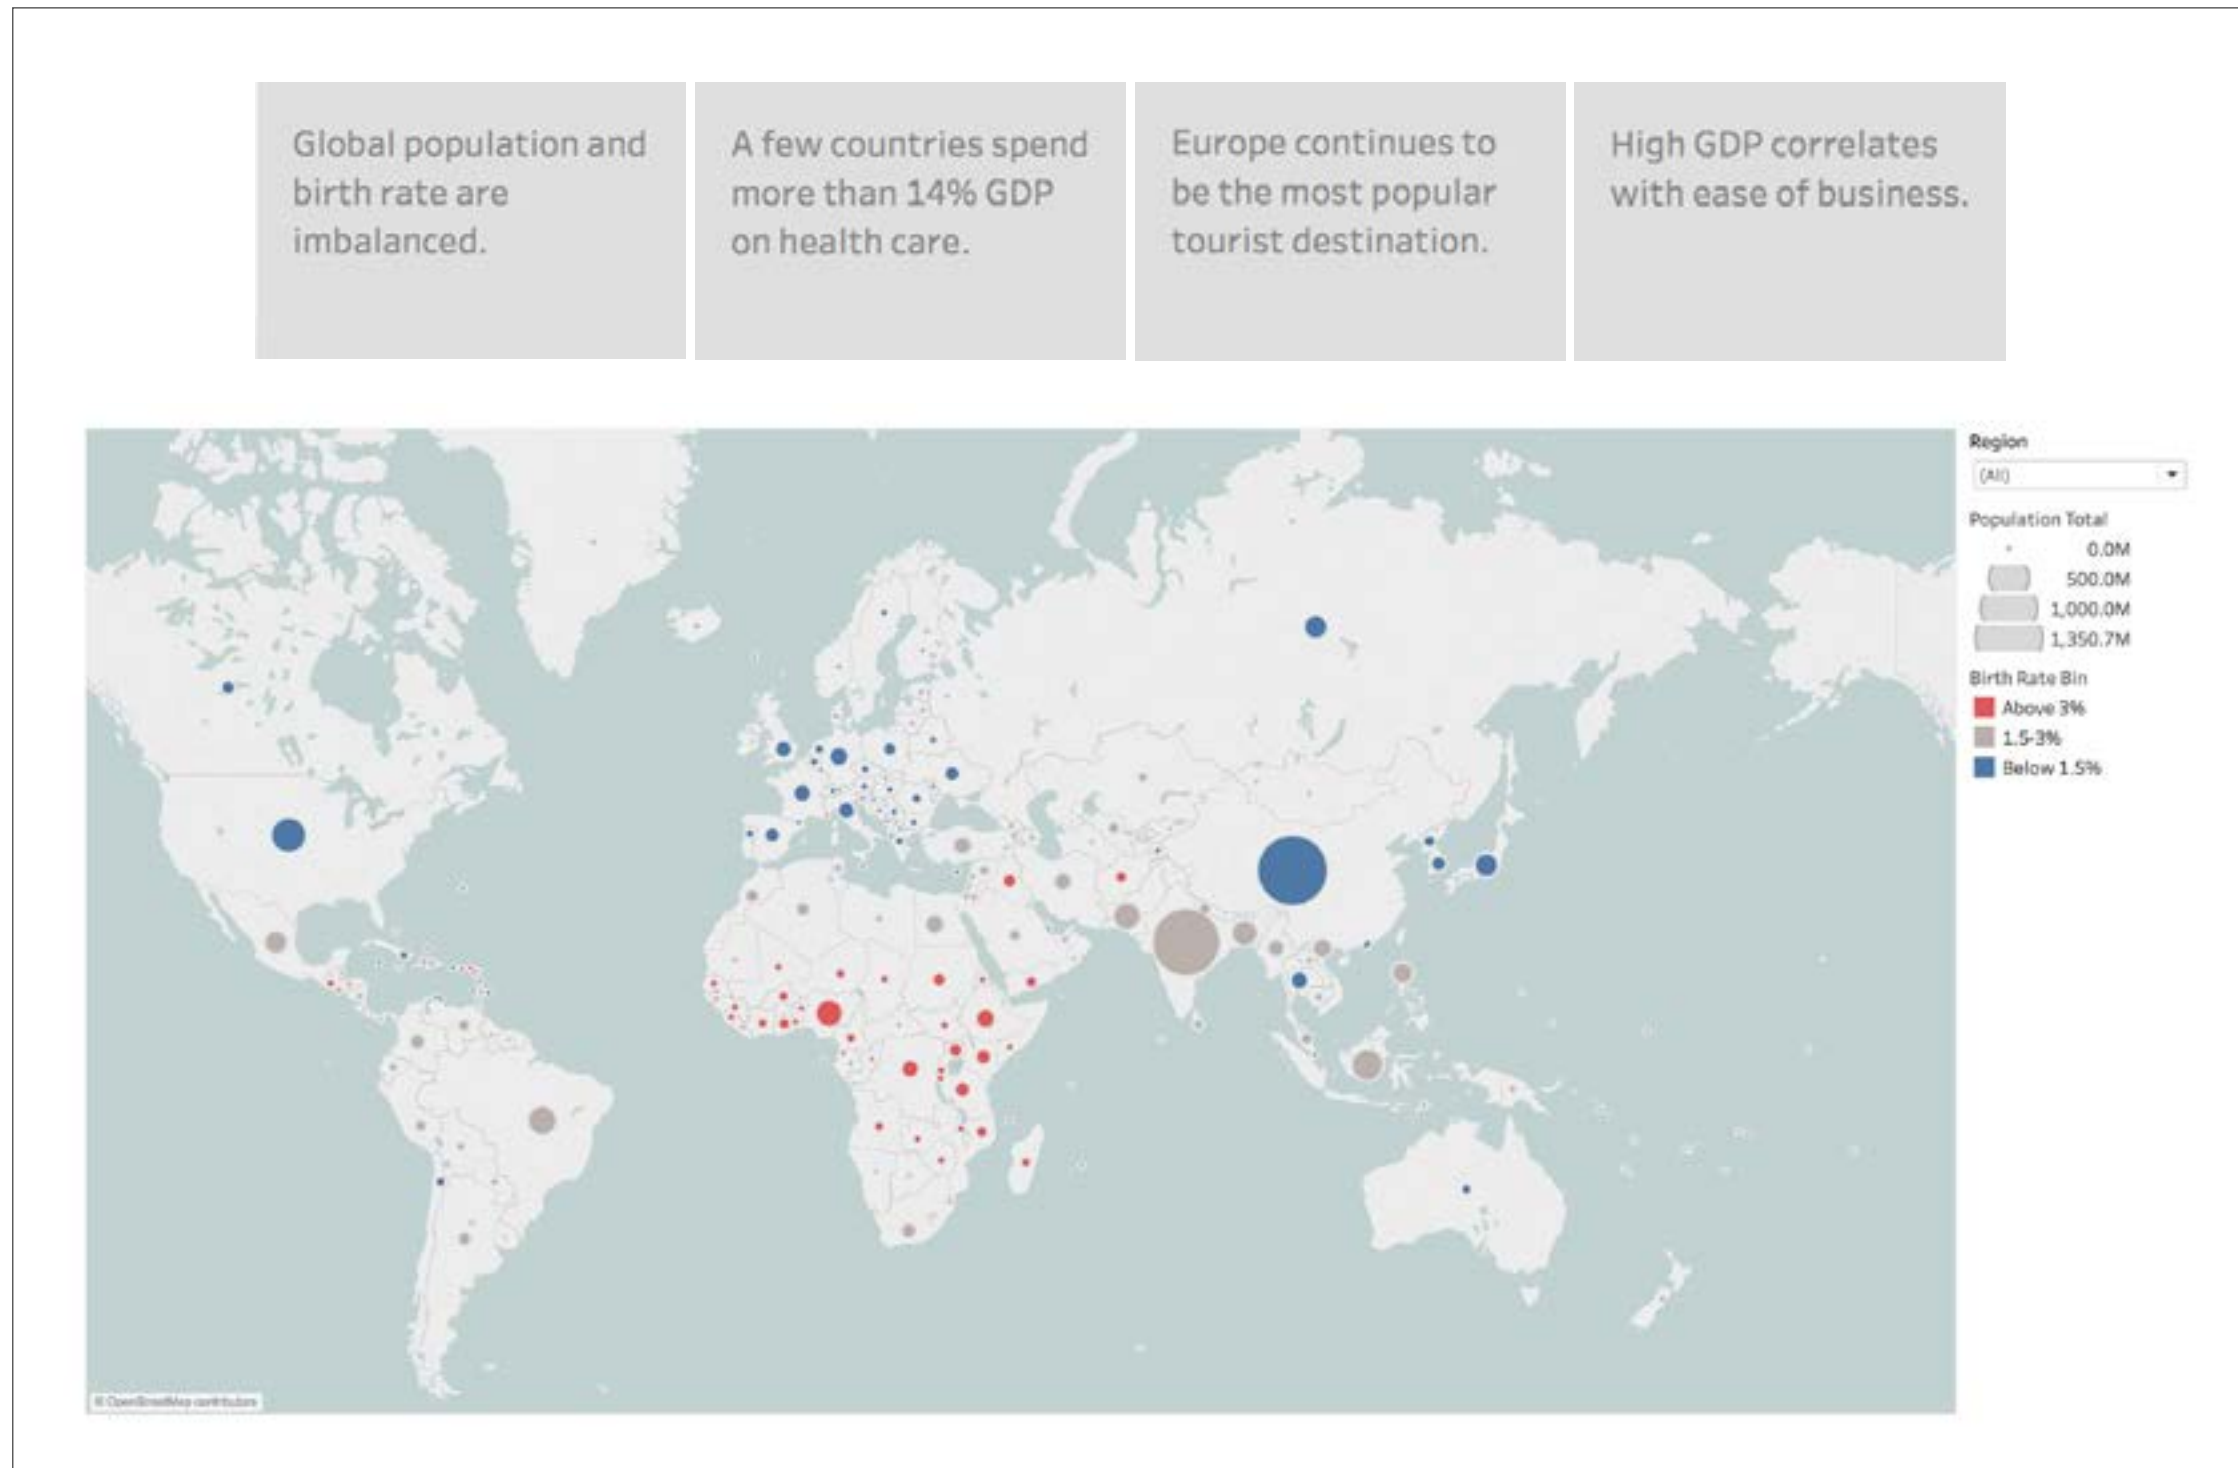 Global population and
birth rate are
imbalanced.
A few countries spend
more than 14% GDP
on health care.
Europe continues to
be the most popular
tourist destination.
High GDP correlates
with ease of business.
Region
(All)
Population Total
0.0M
500.0M
1,000.0M
1,350.7M
Birth Rate Bin
Above 3%
1.5-3%
Below 1.5%
© OpenStreetMap contributors